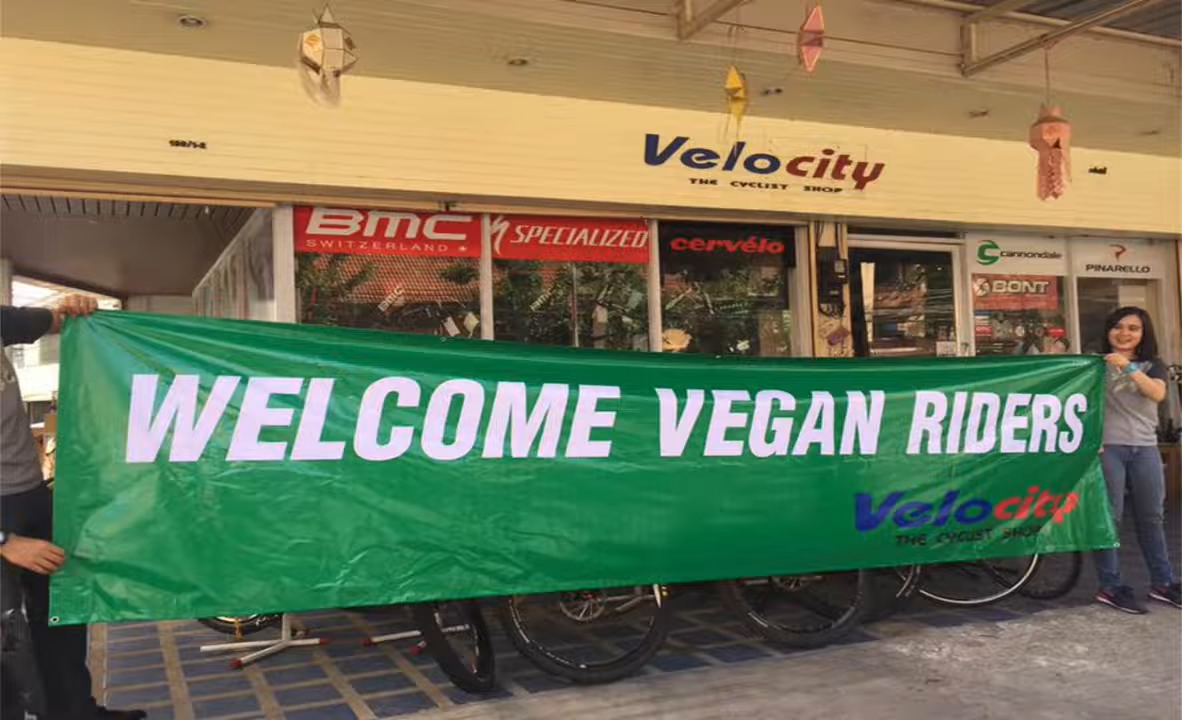 Velocity
THE CYCLIST SHOP
BMC
SWITZERLAND
SPECIALIZED
cervélo
cannondale
PINARELLO
BONT
WELCOME VEGAN RIDERS
Velocity
THE CYCLIST SHOP